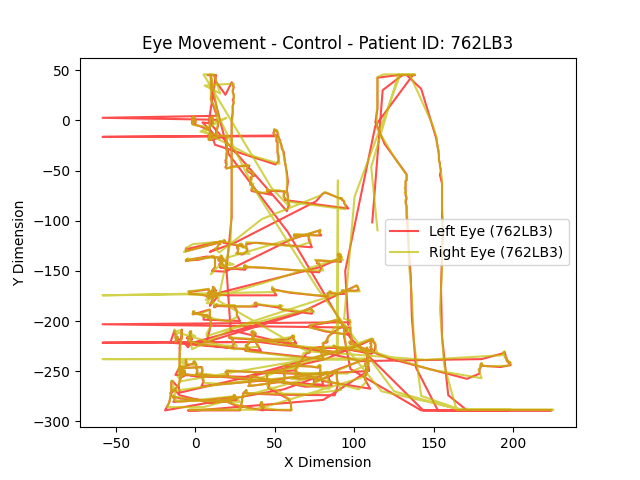 Eye Movement - Control - Patient ID: 762LB3
Y Dimension
50
0
−50
−100
−150
−200
−250
−300
Left Eye (762LB3)
Right Eye (762LB3)
−50
0
50
100
150
200
X Dimension